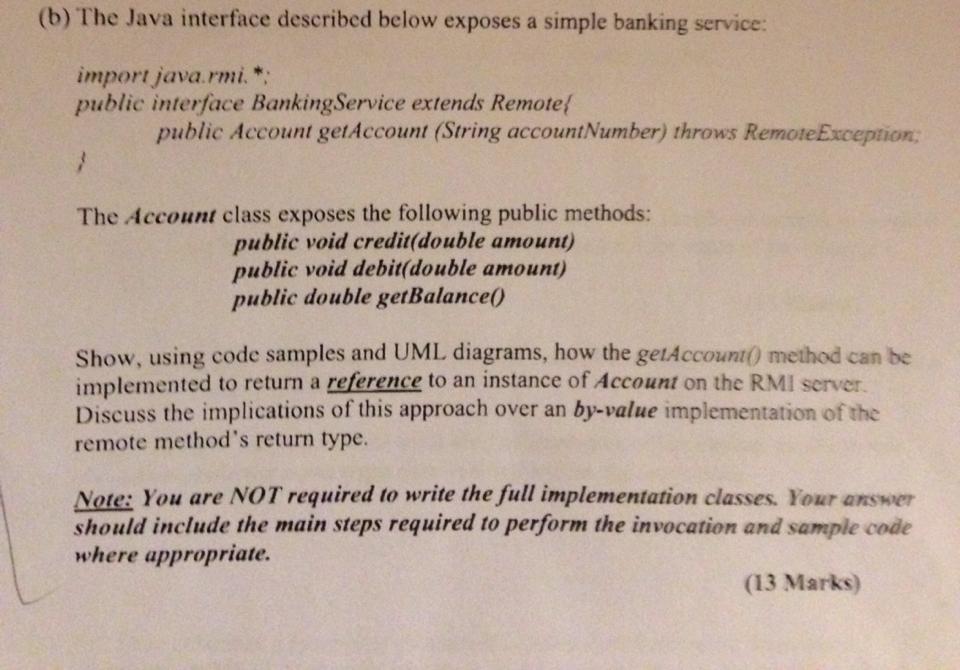 (b) The Java interface described below exposes a simple banking service:
import java.rmi.*;
public interface BankingService extends Remote{
public Account getAccount (String accountNumber) throws RemoteException;
}
The Account class exposes the following public methods:
public void credit(double amount)
public void debit(double amount)
public double getBalance()
Show, using code samples and UML diagrams, how the getAccount() method can be
implemented to return a reference to an instance of Account on the RMI server.
Discuss the implications of this approach over an by-value implementation of the
remote method's return type.
Note: You are NOT required to write the full implementation classes. Your answer
should include the main steps required to perform the invocation and sample code
where appropriate.
(13 Marks)